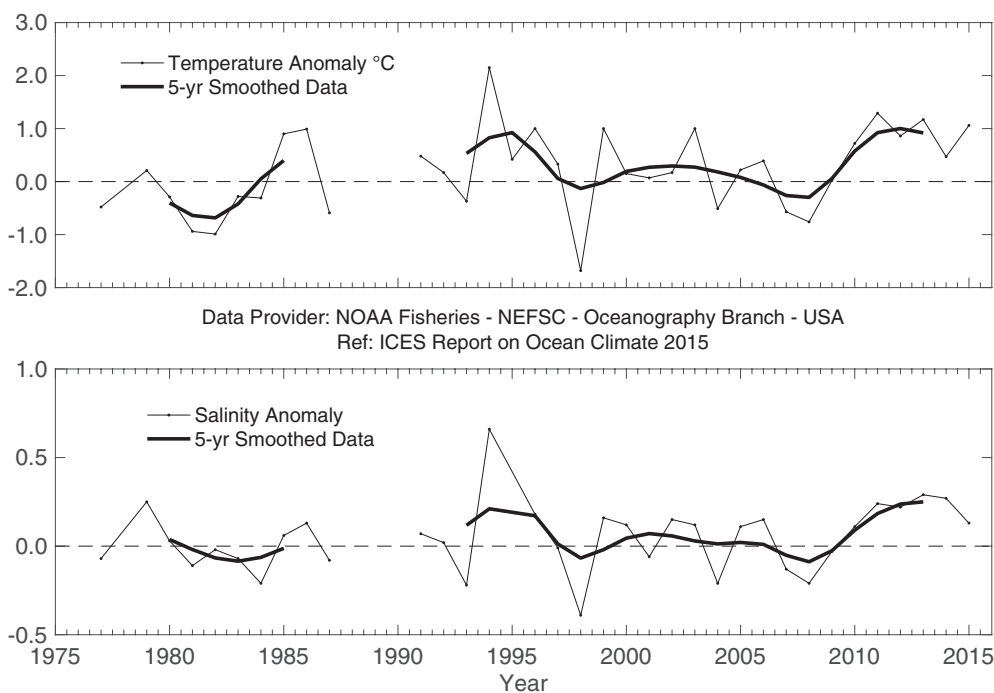 3.0
2.0
1.0
0.0
-1.0
-2.0
Temperature Anomaly °C
5-yr Smoothed Data
Data Provider: NOAA Fisheries - NEFSC - Oceanography Branch - USA
Ref: ICES Report on Ocean Climate 2015
1.0
0.5
0.0
-0.5
Salinity Anomaly
5-yr Smoothed Data
1975 1980 1985 1990 1995 2000 2005 2010 2015
Year